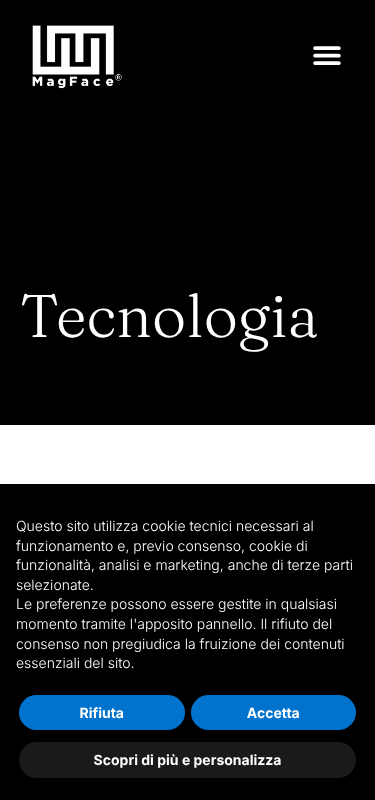 MagFace®
Tecnologia
Questo sito utilizza cookie tecnici necessari al
funzionamento e, previo consenso, cookie di
funzionalità, analisi e marketing, anche di terze parti
selezionate.
Le preferenze possono essere gestite in qualsiasi
momento tramite l'apposito pannello. Il rifiuto del
consenso non pregiudica la fruizione dei contenuti
essenziali del sito.
Rifiuta
Accetta
Scopri di più e personalizza